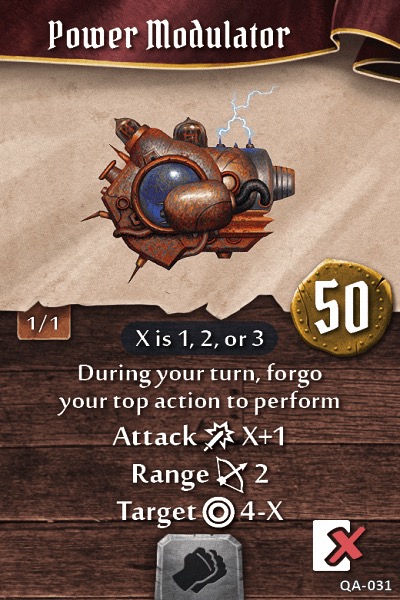 Power Modulator
1/1
50
X is 1, 2, or 3
During your turn, forgo
your top action to perform
Attack X+1
Range 2
Target 4-X
QA-031